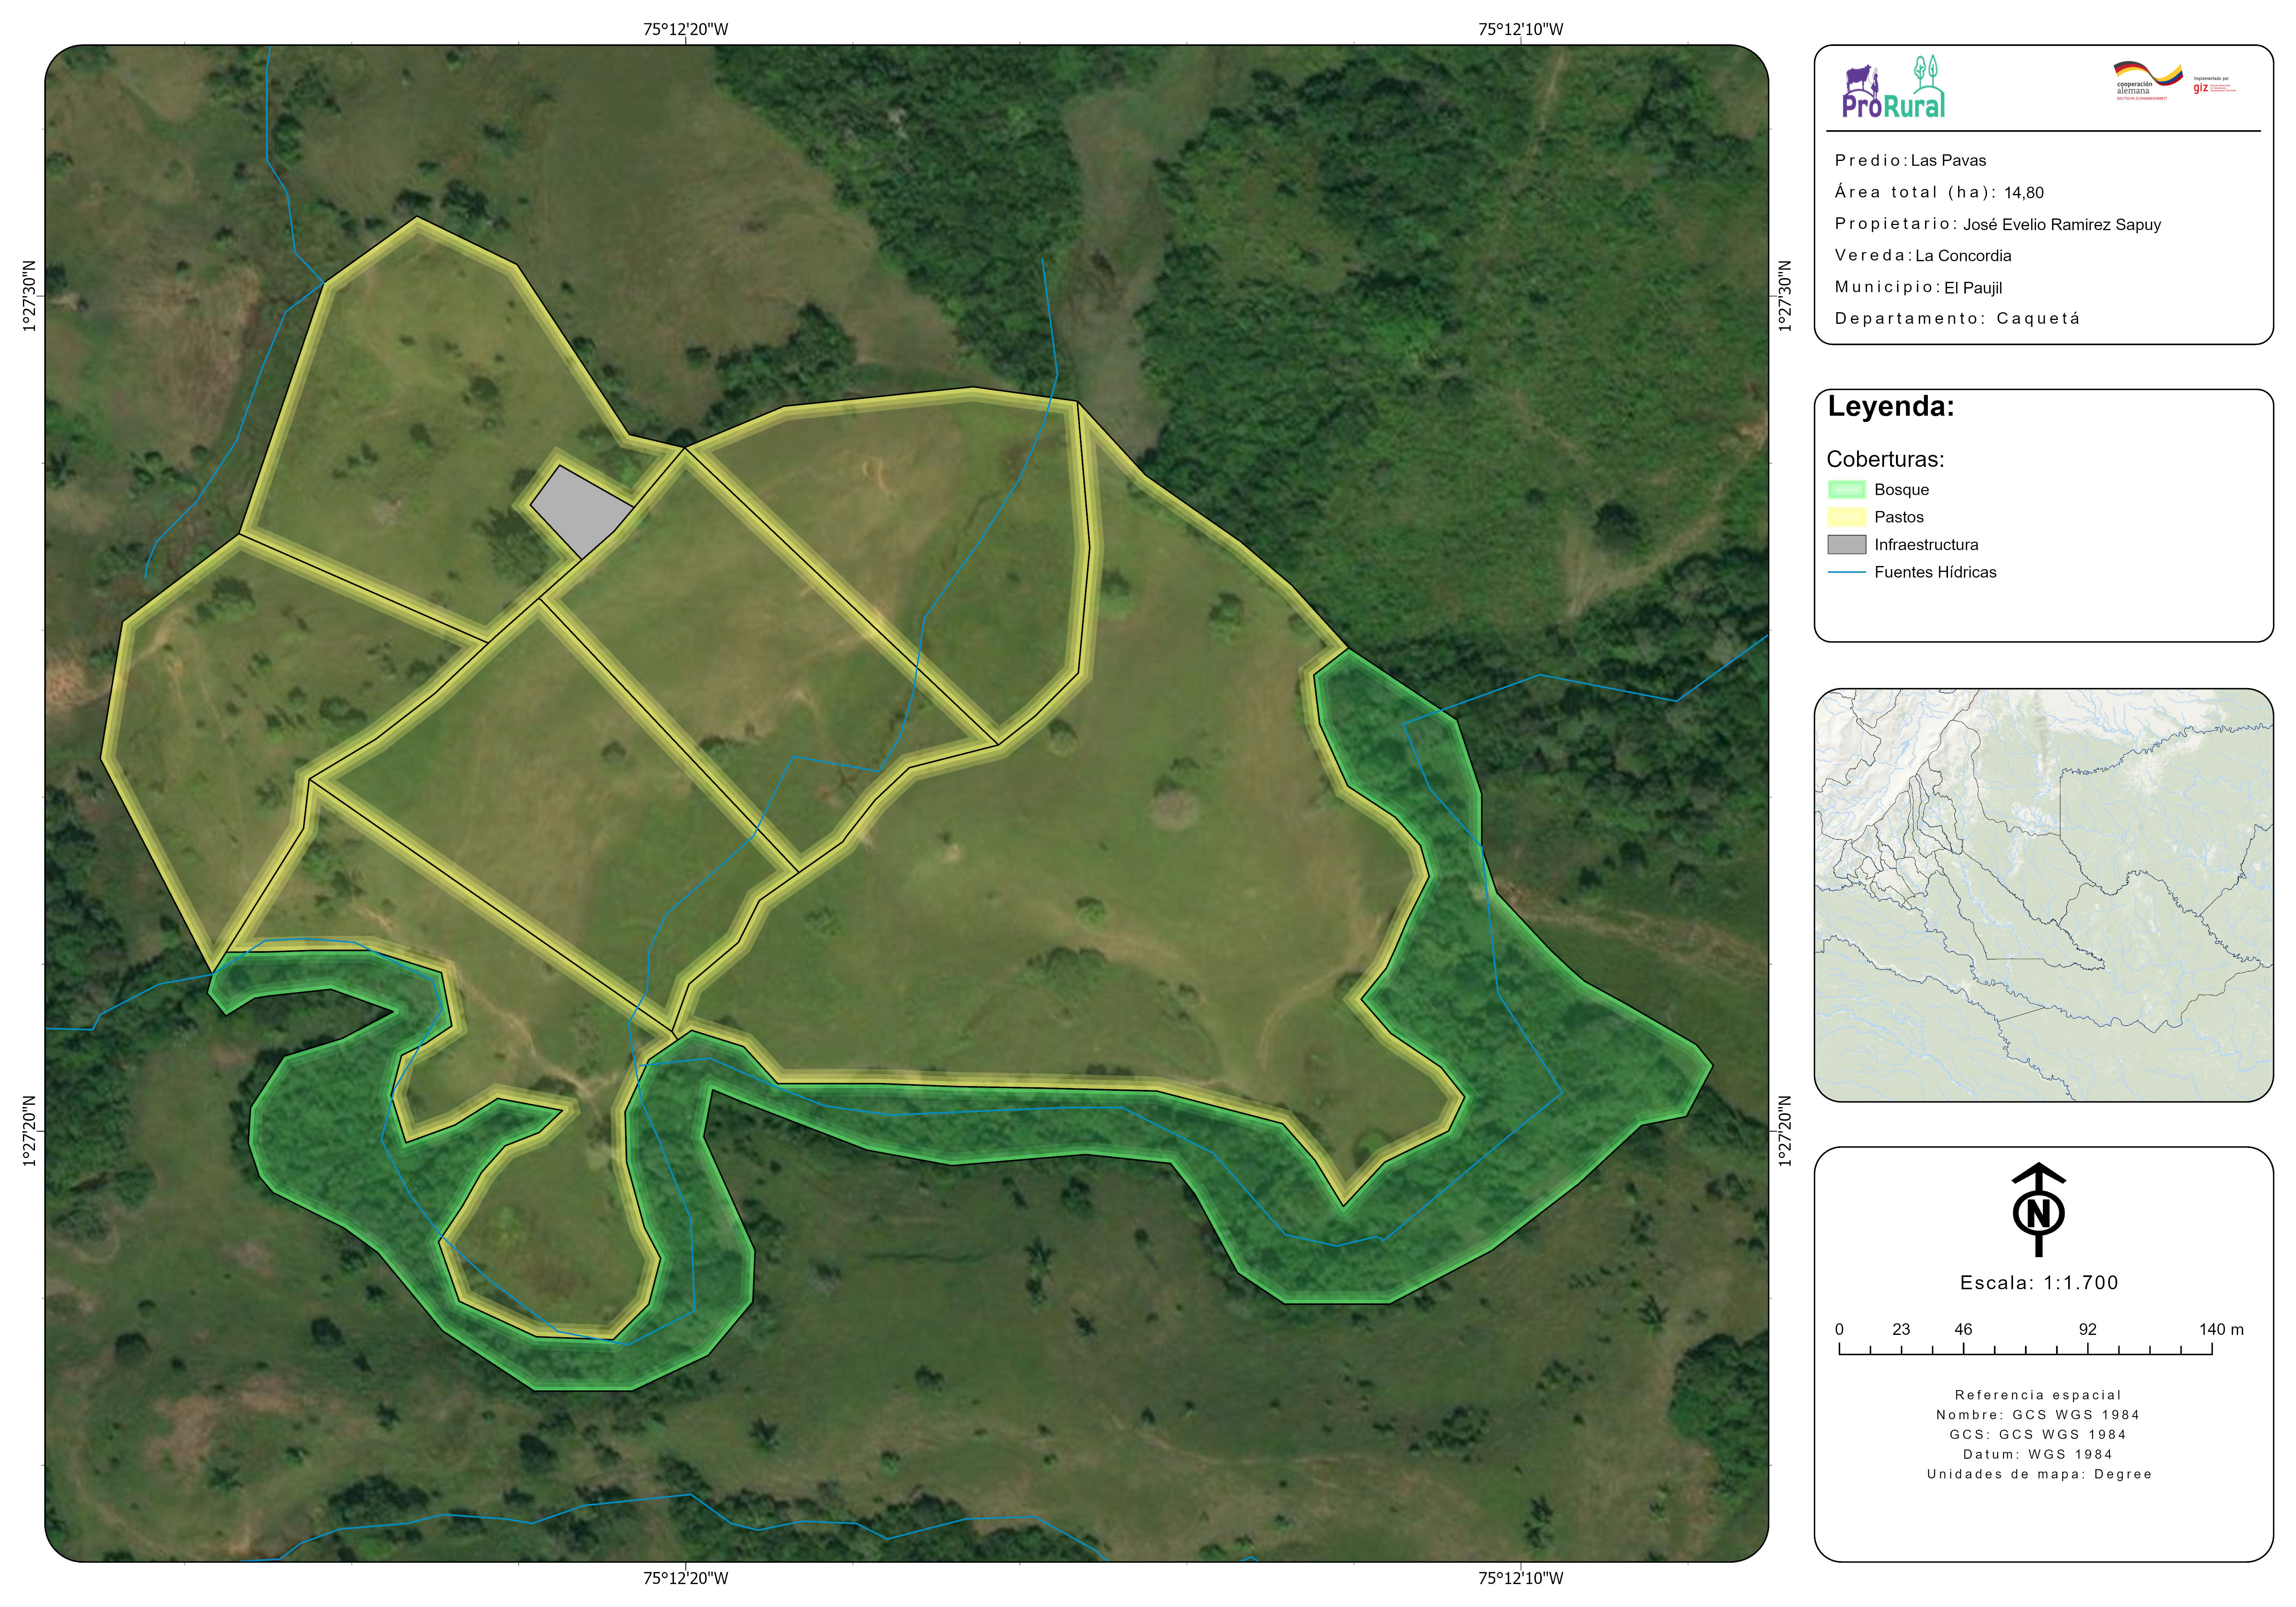 75°12'20"W 75°12'10"W
1°27'30"N 1°27'30"N
1°27'20"N 1°27'20"N
75°12'20"W 75°12'10"W
ProRural
cooperación
alemana
DEUTSCHE ZUSAMMENARBEIT
Implementada por
giz
Predio: Las Pavas
Área total (ha): 14,80
Propietario: José Evelio Ramirez Sapuy
Vereda: La Concordia
Municipio: El Paujil
Departamento: Caquetá
Leyenda:
Coberturas:
Bosque
Pastos
Infraestructura
Fuentes Hídricas
N
Escala: 1:1.700
0 23 46 92 140 m
Referencia espacial
Nombre: GCS WGS 1984
GCS: GCS WGS 1984
Datum: WGS 1984
Unidades de mapa: Degree